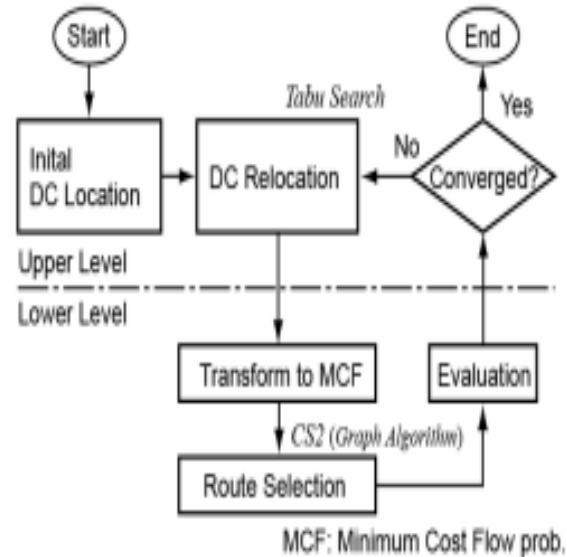 Start
End
Tabu Search
Yes
No
Inital
DC Location
DC Relocation
Converged?
Upper Level
Lower Level
Transform to MCF
Evaluation
CS2 (Graph Algorithm)
Route Selection
MCF: Minimum Cost Flow prob.